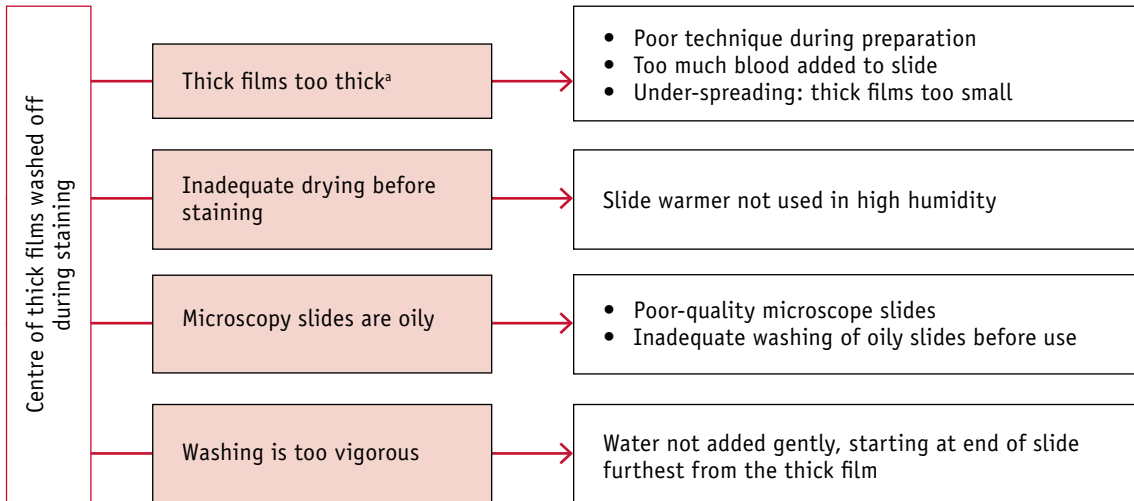 Centre of thick films washed off
during staining
Thick films too thickᵃ
• Poor technique during preparation
• Too much blood added to slide
• Under-spreading: thick films too small
Inadequate drying before
staining
Slide warmer not used in high humidity
Microscopy slides are oily
• Poor-quality microscope slides
• Inadequate washing of oily slides before use
Washing is too vigorous
Water not added gently, starting at end of slide
furthest from the thick film